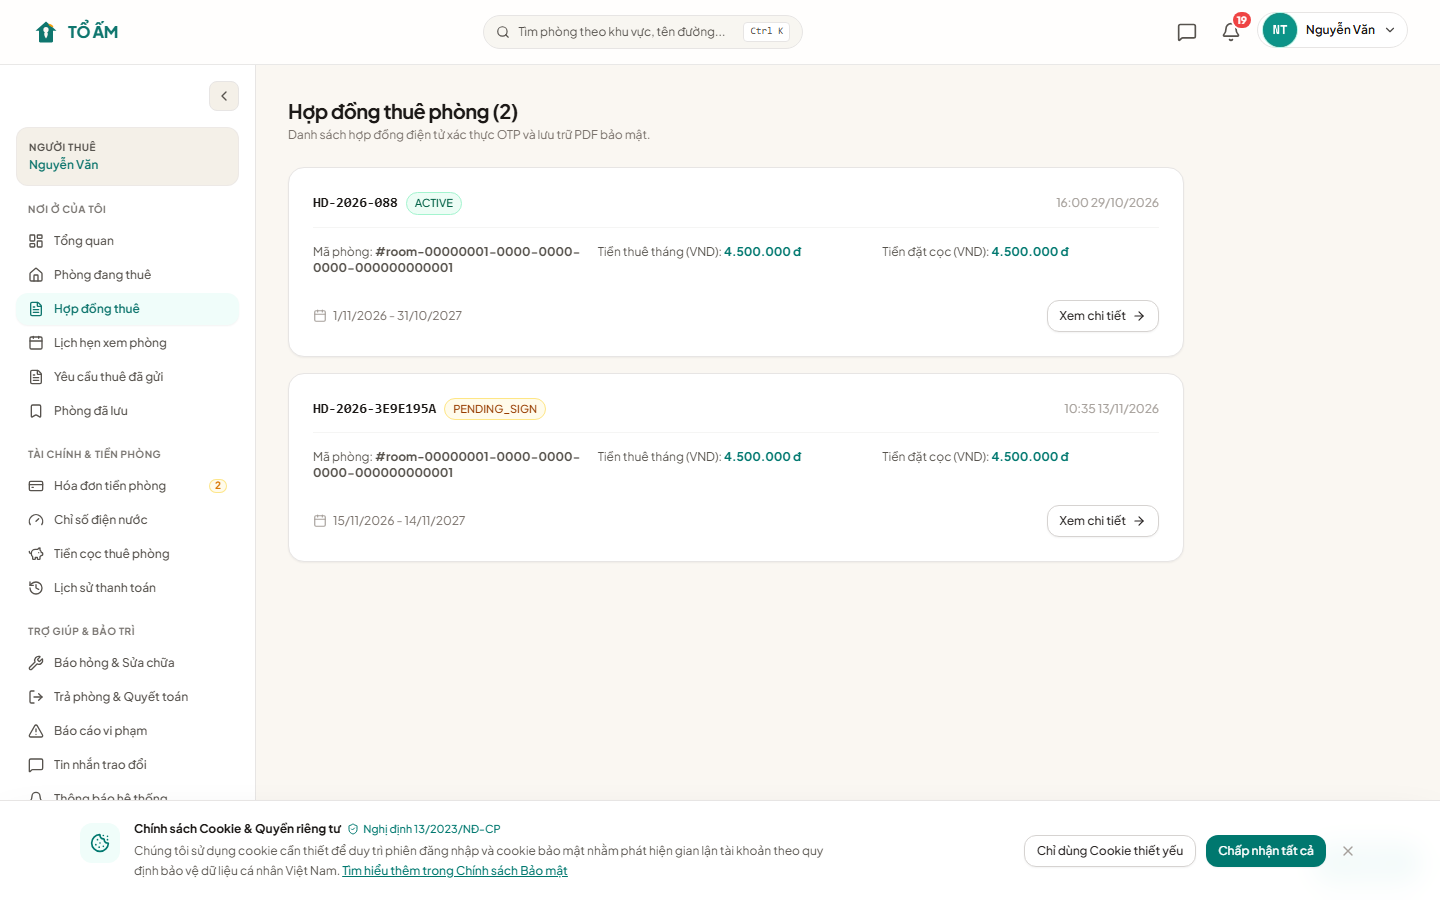 TỔ ẤM
Tìm phòng theo khu vực, tên đường...
Ctrl K
19
NT
Nguyễn Văn
NGƯỜI THUÊ
Nguyễn Văn
NƠI Ở CỦA TÔI
Tổng quan
Phòng đang thuê
Hợp đồng thuê
Lịch hẹn xem phòng
Yêu cầu thuê đã gửi
Phòng đã lưu
TÀI CHÍNH & TIỀN PHÒNG
Hóa đơn tiền phòng 2
Chỉ số điện nước
Tiền cọc thuê phòng
Lịch sử thanh toán
TRỢ GIÚP & BẢO TRÌ
Báo hỏng & Sửa chữa
Trả phòng & Quyết toán
Báo cáo vi phạm
Tin nhắn trao đổi
Thông báo hệ thống
Hợp đồng thuê phòng (2)
Danh sách hợp đồng điện tử xác thực OTP và lưu trữ PDF bảo mật.
HD-2026-088 ACTIVE 16:00 29/10/2026
Mã phòng: #room-00000001-0000-0000-
0000-000000000001
Tiền thuê tháng (VND): 4.500.000 đ
Tiền đặt cọc (VND): 4.500.000 đ
1/11/2026 - 31/10/2027
Xem chi tiết
HD-2026-3E9E195A PENDING_SIGN 10:35 13/11/2026
Mã phòng: #room-00000001-0000-0000-
0000-000000000001
Tiền thuê tháng (VND): 4.500.000 đ
Tiền đặt cọc (VND): 4.500.000 đ
15/11/2026 - 14/11/2027
Xem chi tiết
Chính sách Cookie & Quyền riêng tư Nghị định 13/2023/NĐ-CP
Chúng tôi sử dụng cookie cần thiết để duy trì phiên đăng nhập và cookie bảo mật nhằm phát hiện gian lận tài khoản theo quy
định bảo vệ dữ liệu cá nhân Việt Nam. Tìm hiểu thêm trong Chính sách Bảo mật
Chỉ dùng Cookie thiết yếu
Chấp nhận tất cả